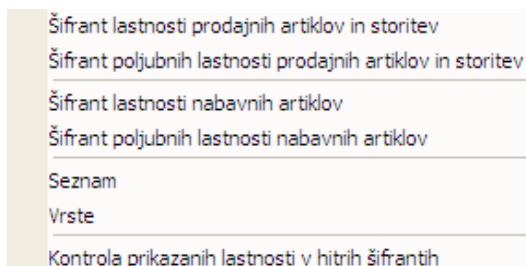 Šifrant lastnosti prodajnih artiklov in storitev
Šifrant poljubnih lastnosti prodajnih artiklov in storitev
Šifrant lastnosti nabavnih artiklov
Šifrant poljubnih lastnosti nabavnih artiklov
Seznam
Vrste
Kontrola prikazanih lastnosti v hitrih šifrantih